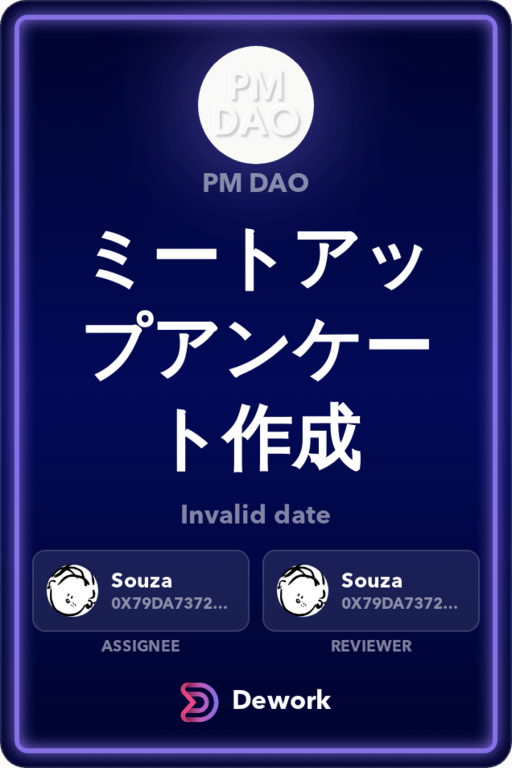 PM
DAO
PM DAO
ミートアッ
プアンケー
ト作成
Invalid date
Souza
0X79DA7372...
Souza
0X79DA7372...
ASSIGNEE
REVIEWER
Dework